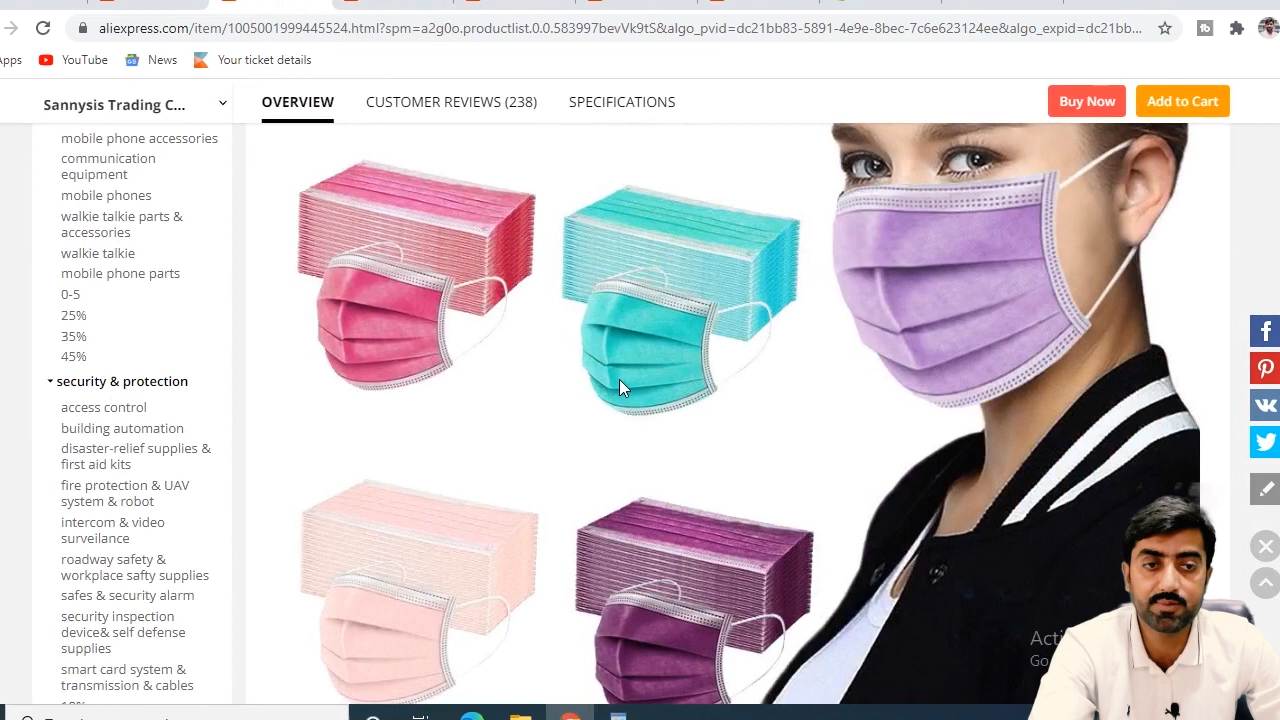 aliexpress.com/item/1005001999445524.html?spm=a2g0o.productlist.0.0.583997bevVk9tS&algo_pvid=dc21bb83-5891-4e9e-8bec-7c6e623124ee&algo_expid=dc21bb...
Apps YouTube News Your ticket details
Sannysis Trading C...
OVERVIEW CUSTOMER REVIEWS (238) SPECIFICATIONS
Buy Now Add to Cart
mobile phone accessories
communication
equipment
mobile phones
walkie talkie parts &
accessories
walkie talkie
mobile phone parts
0-5
25%
35%
45%
security & protection
access control
building automation
disaster-relief supplies &
first aid kits
fire protection & UAV
system & robot
intercom & video
surveilance
roadway safety &
workplace safty supplies
safes & security alarm
security inspection
device& self defense
supplies
smart card system &
transmission & cables
Acti
Go